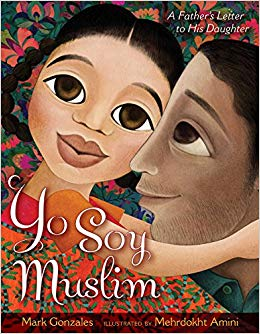 A Father's Letter
to His Daughter
Yo Soy
Muslim
Mark Gonzales ILLUSTRATED BY Mehrdokht Amini